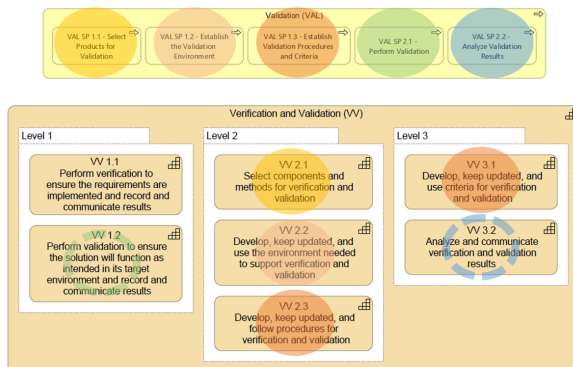 Validation (VAL)
VAL SP 1.1 - Select
Products for
Validation
VAL SP 1.2 - Establish
the Validation
Environment
VAL SP 1.3 - Establish
Validation Procedures
and Criteria
VAL SP 2.1 -
Perform Validation
VAL SP 2.2 -
Analyze Validation
Results
Verification and Validation (VV)
Level 1
VV 1.1
Perform verification to
ensure the requirements are
implemented and record and
communicate results
VV 1.2
Perform validation to ensure
the solution will function as
intended in its target
environment and record and
communicate results
Level 2
VV 2.1
Select components and
methods for verification and
validation
VV 2.2
Develop, keep updated, and
use the environment needed
to support verification and
validation
VV 2.3
Develop, keep updated, and
follow procedures for
verification and validation
Level 3
VV 3.1
Develop, keep updated, and
use criteria for verification
and validation
VV 3.2
Analyze and communicate
verification and validation
results